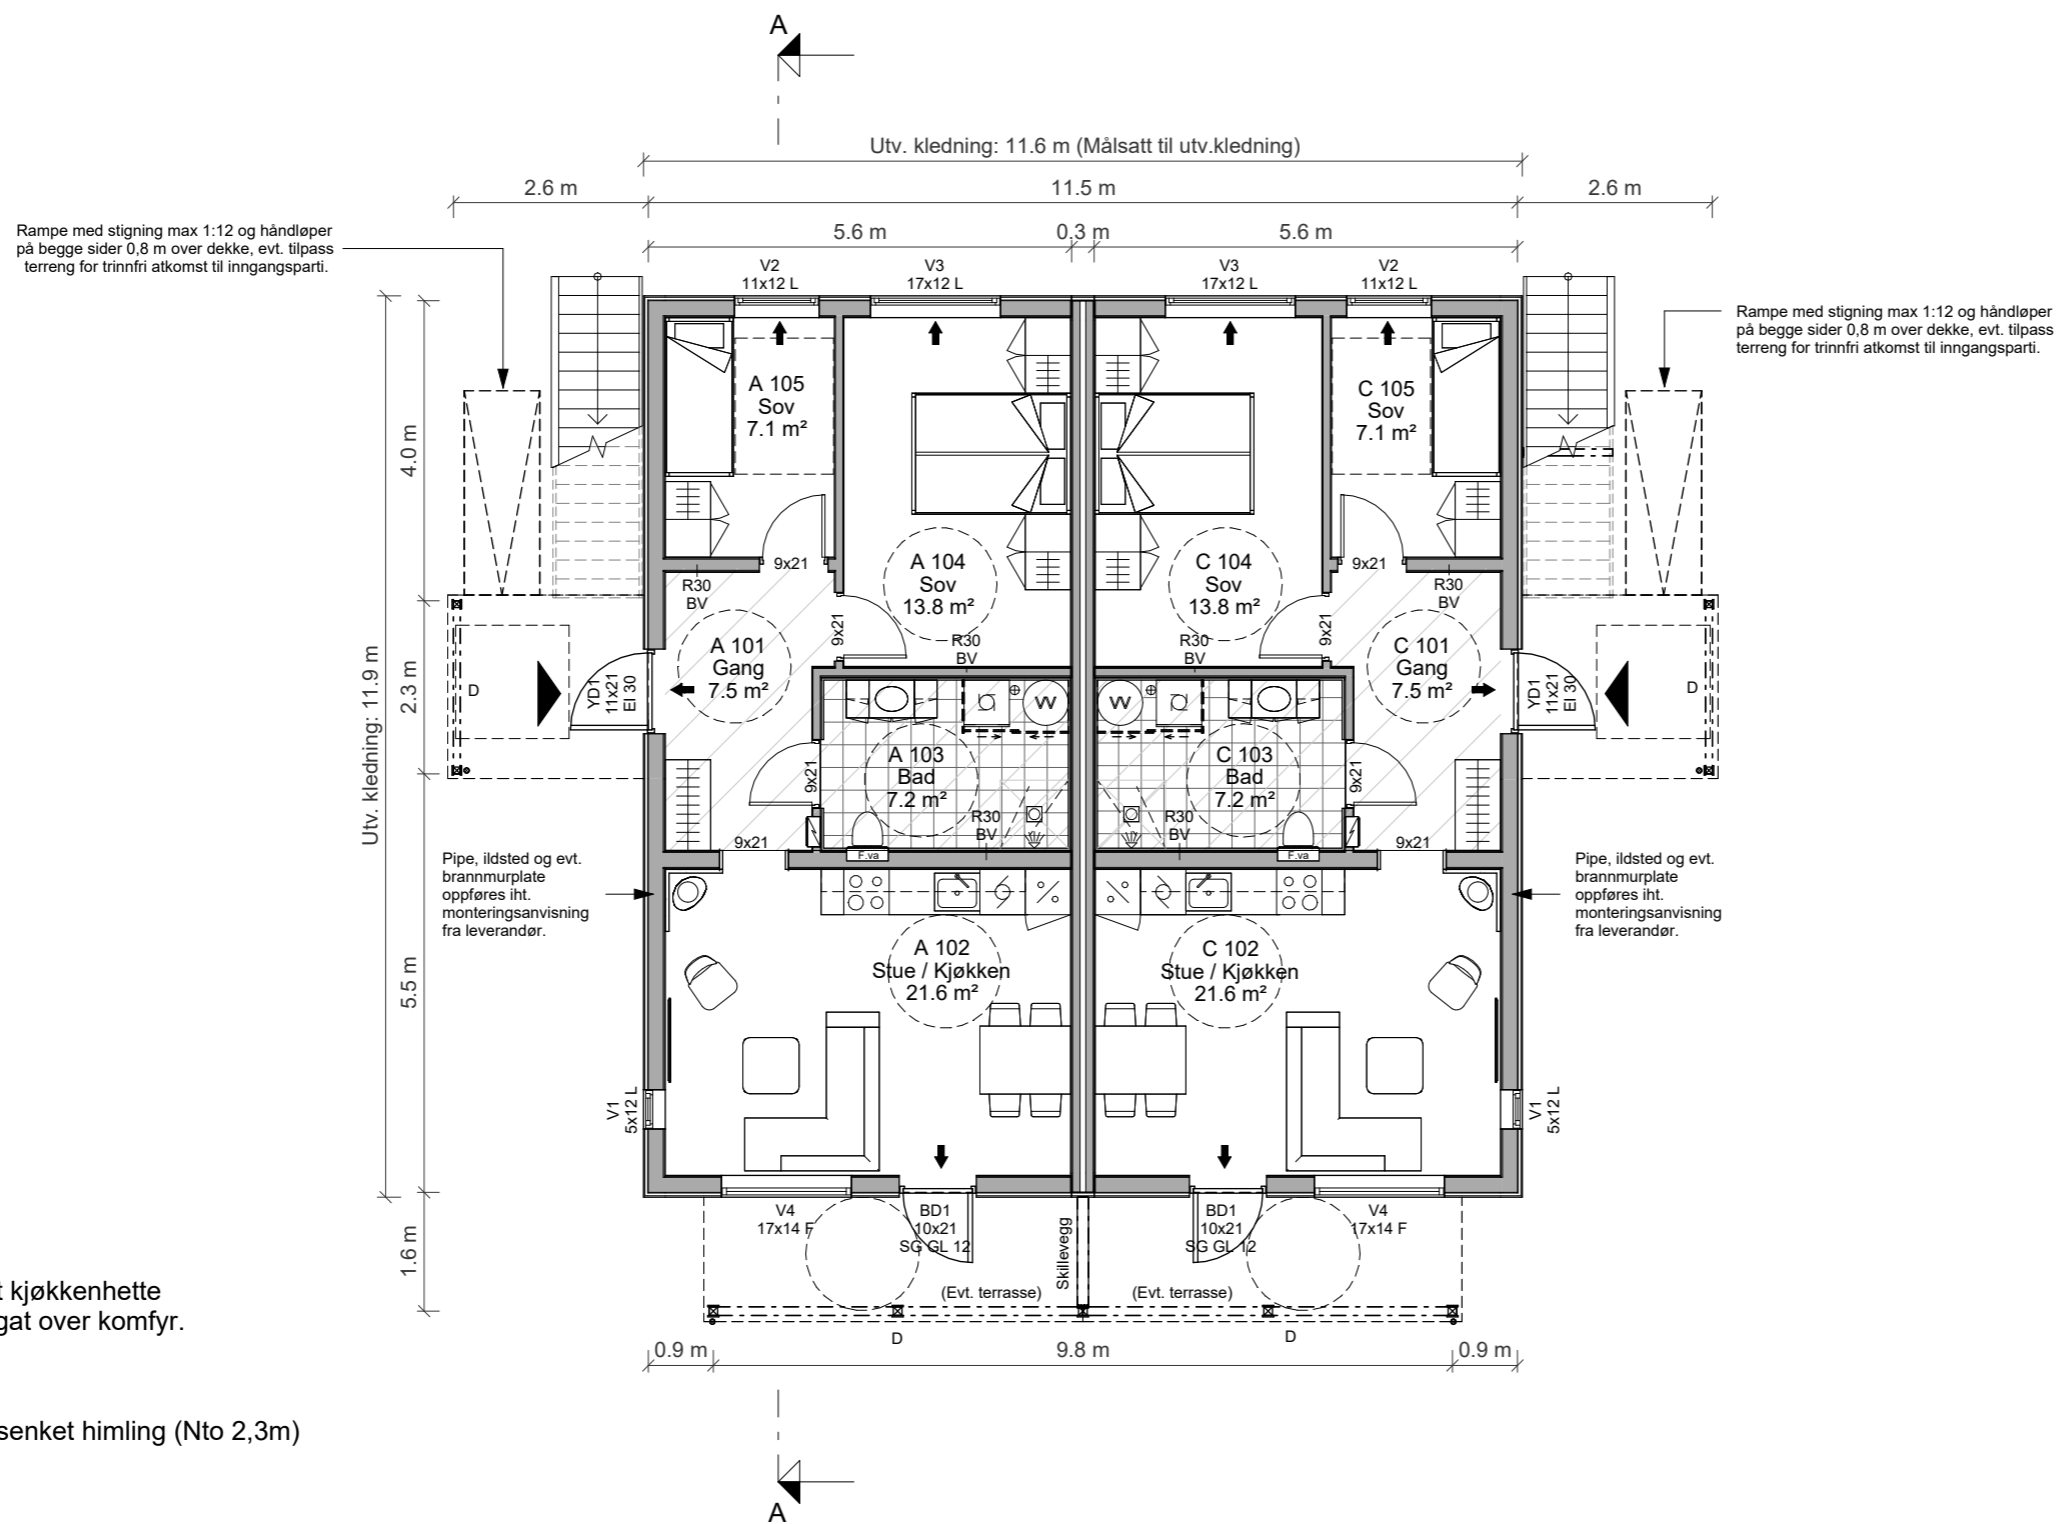 A
Utv. kledning: 11.6 m (Målsatt til utv.kledning)
2.6 m
11.5 m
2.6 m
Rampe med stigning max 1:12 og håndløper
på begge sider 0,8 m over dekke, evt. tilpass
terreng for trinnfri atkomst til inngangsparti.
5.6 m
0.3 m
5.6 m
V2
11x12 L
V3
17x12 L
V3
17x12 L
V2
11x12 L
Rampe med stigning max 1:12 og håndløper
på begge sider 0,8 m over dekke, evt. tilpass
terreng for trinnfri atkomst til inngangsparti.
A 105
Sov
7.1 m²
C 105
Sov
7.1 m²
4.0 m
A 104
Sov
13.8 m²
C 104
Sov
13.8 m²
9x21
9x21
R30
BV
R30
BV
9x21
9x21
R30
BV
R30
BV
A 101
Gang
7.5 m²
C 101
Gang
7.5 m²
Utv. kledning: 11.9 m
2.3 m
D
YD1
11x21
EI 30
YD1
11x21
EI 30
D
VV
VV
A 103
Bad
7.2 m²
C 103
Bad
7.2 m²
9x21
9x21
R30
BV
R30
BV
9x21
9x21
F.va
F.va
Pipe, ildsted og evt.
brannmurplate
oppføres iht.
monteringsanvisning
fra leverandør.
Pipe, ildsted og evt.
brannmurplate
oppføres iht.
monteringsanvisning
fra leverandør.
A 102
Stue / Kjøkken
21.6 m²
C 102
Stue / Kjøkken
21.6 m²
5.5 m
V1
5x12 L
V1
5x12 L
V4
17x14 F
BD1
10x21
SG GL 12
Skillevegg
BD1
10x21
SG GL 12
V4
17x14 F
1.6 m
(Evt. terrasse)
(Evt. terrasse)
D
D
t kjøkkenhette
gat over komfyr.
0.9 m
9.8 m
0.9 m
senket himling (Nto 2,3m)
A